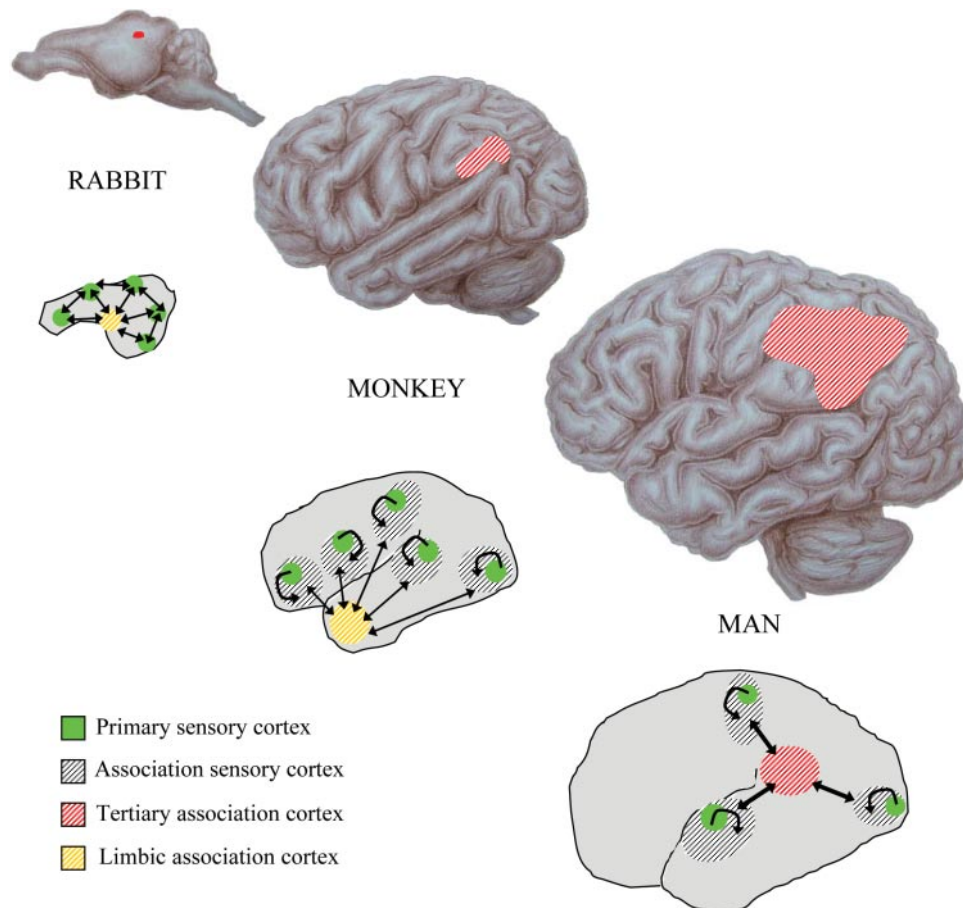 RABBIT
MONKEY
MAN
Primary sensory cortex
Association sensory cortex
Tertiary association cortex
Limbic association cortex